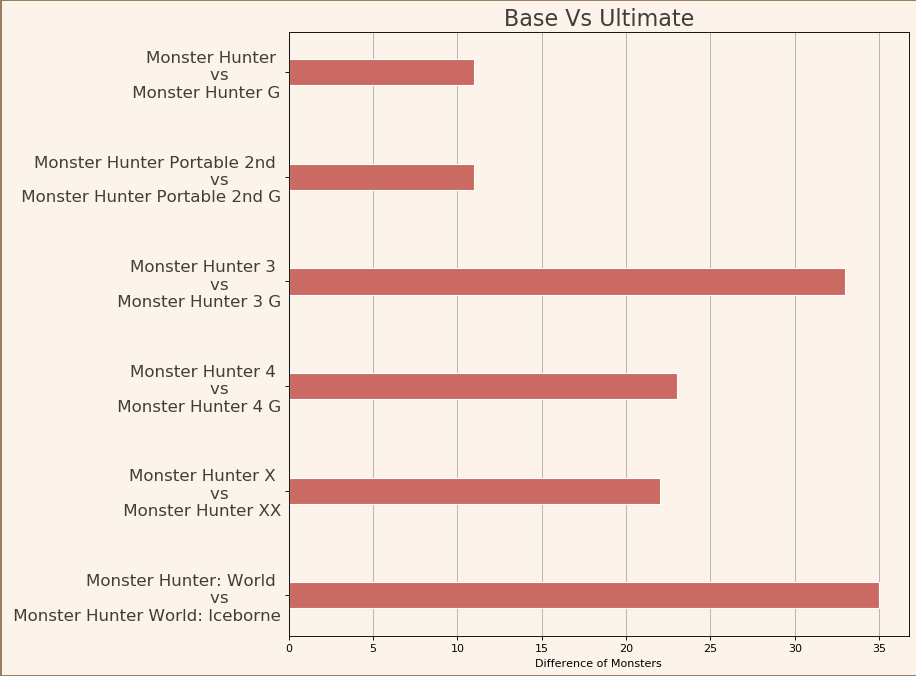 Base Vs Ultimate
Monster Hunter
vs
Monster Hunter G
Monster Hunter Portable 2nd
vs
Monster Hunter Portable 2nd G
Monster Hunter 3
vs
Monster Hunter 3 G
Monster Hunter 4
vs
Monster Hunter 4 G
Monster Hunter X
vs
Monster Hunter XX
Monster Hunter: World
vs
Monster Hunter World: Iceborne
0 5 10 15 20 25 30 35
Difference of Monsters